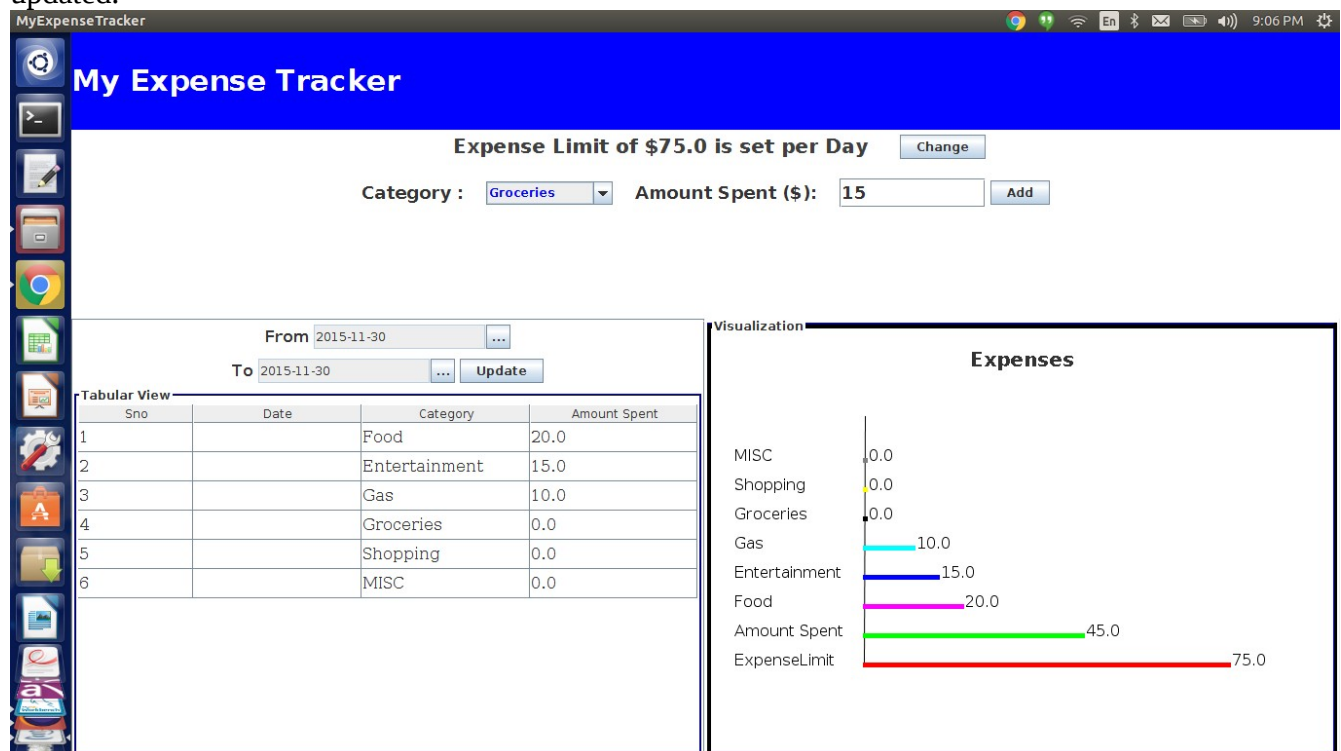 updated.
MyExpenseTracker En 9:06 PM
My Expense Tracker
Expense Limit of $75.0 is set per Day Change
Category : Groceries Amount Spent ($): 15 Add
From 2015-11-30 ...
To 2015-11-30 ... Update
Tabular View
Sno Date Category Amount Spent
1 Food 20.0
2 Entertainment 15.0
3 Gas 10.0
4 Groceries 0.0
5 Shopping 0.0
6 MISC 0.0
Visualization
Expenses
MISC 0.0
Shopping 0.0
Groceries 0.0
Gas 10.0
Entertainment 15.0
Food 20.0
Amount Spent 45.0
ExpenseLimit 75.0